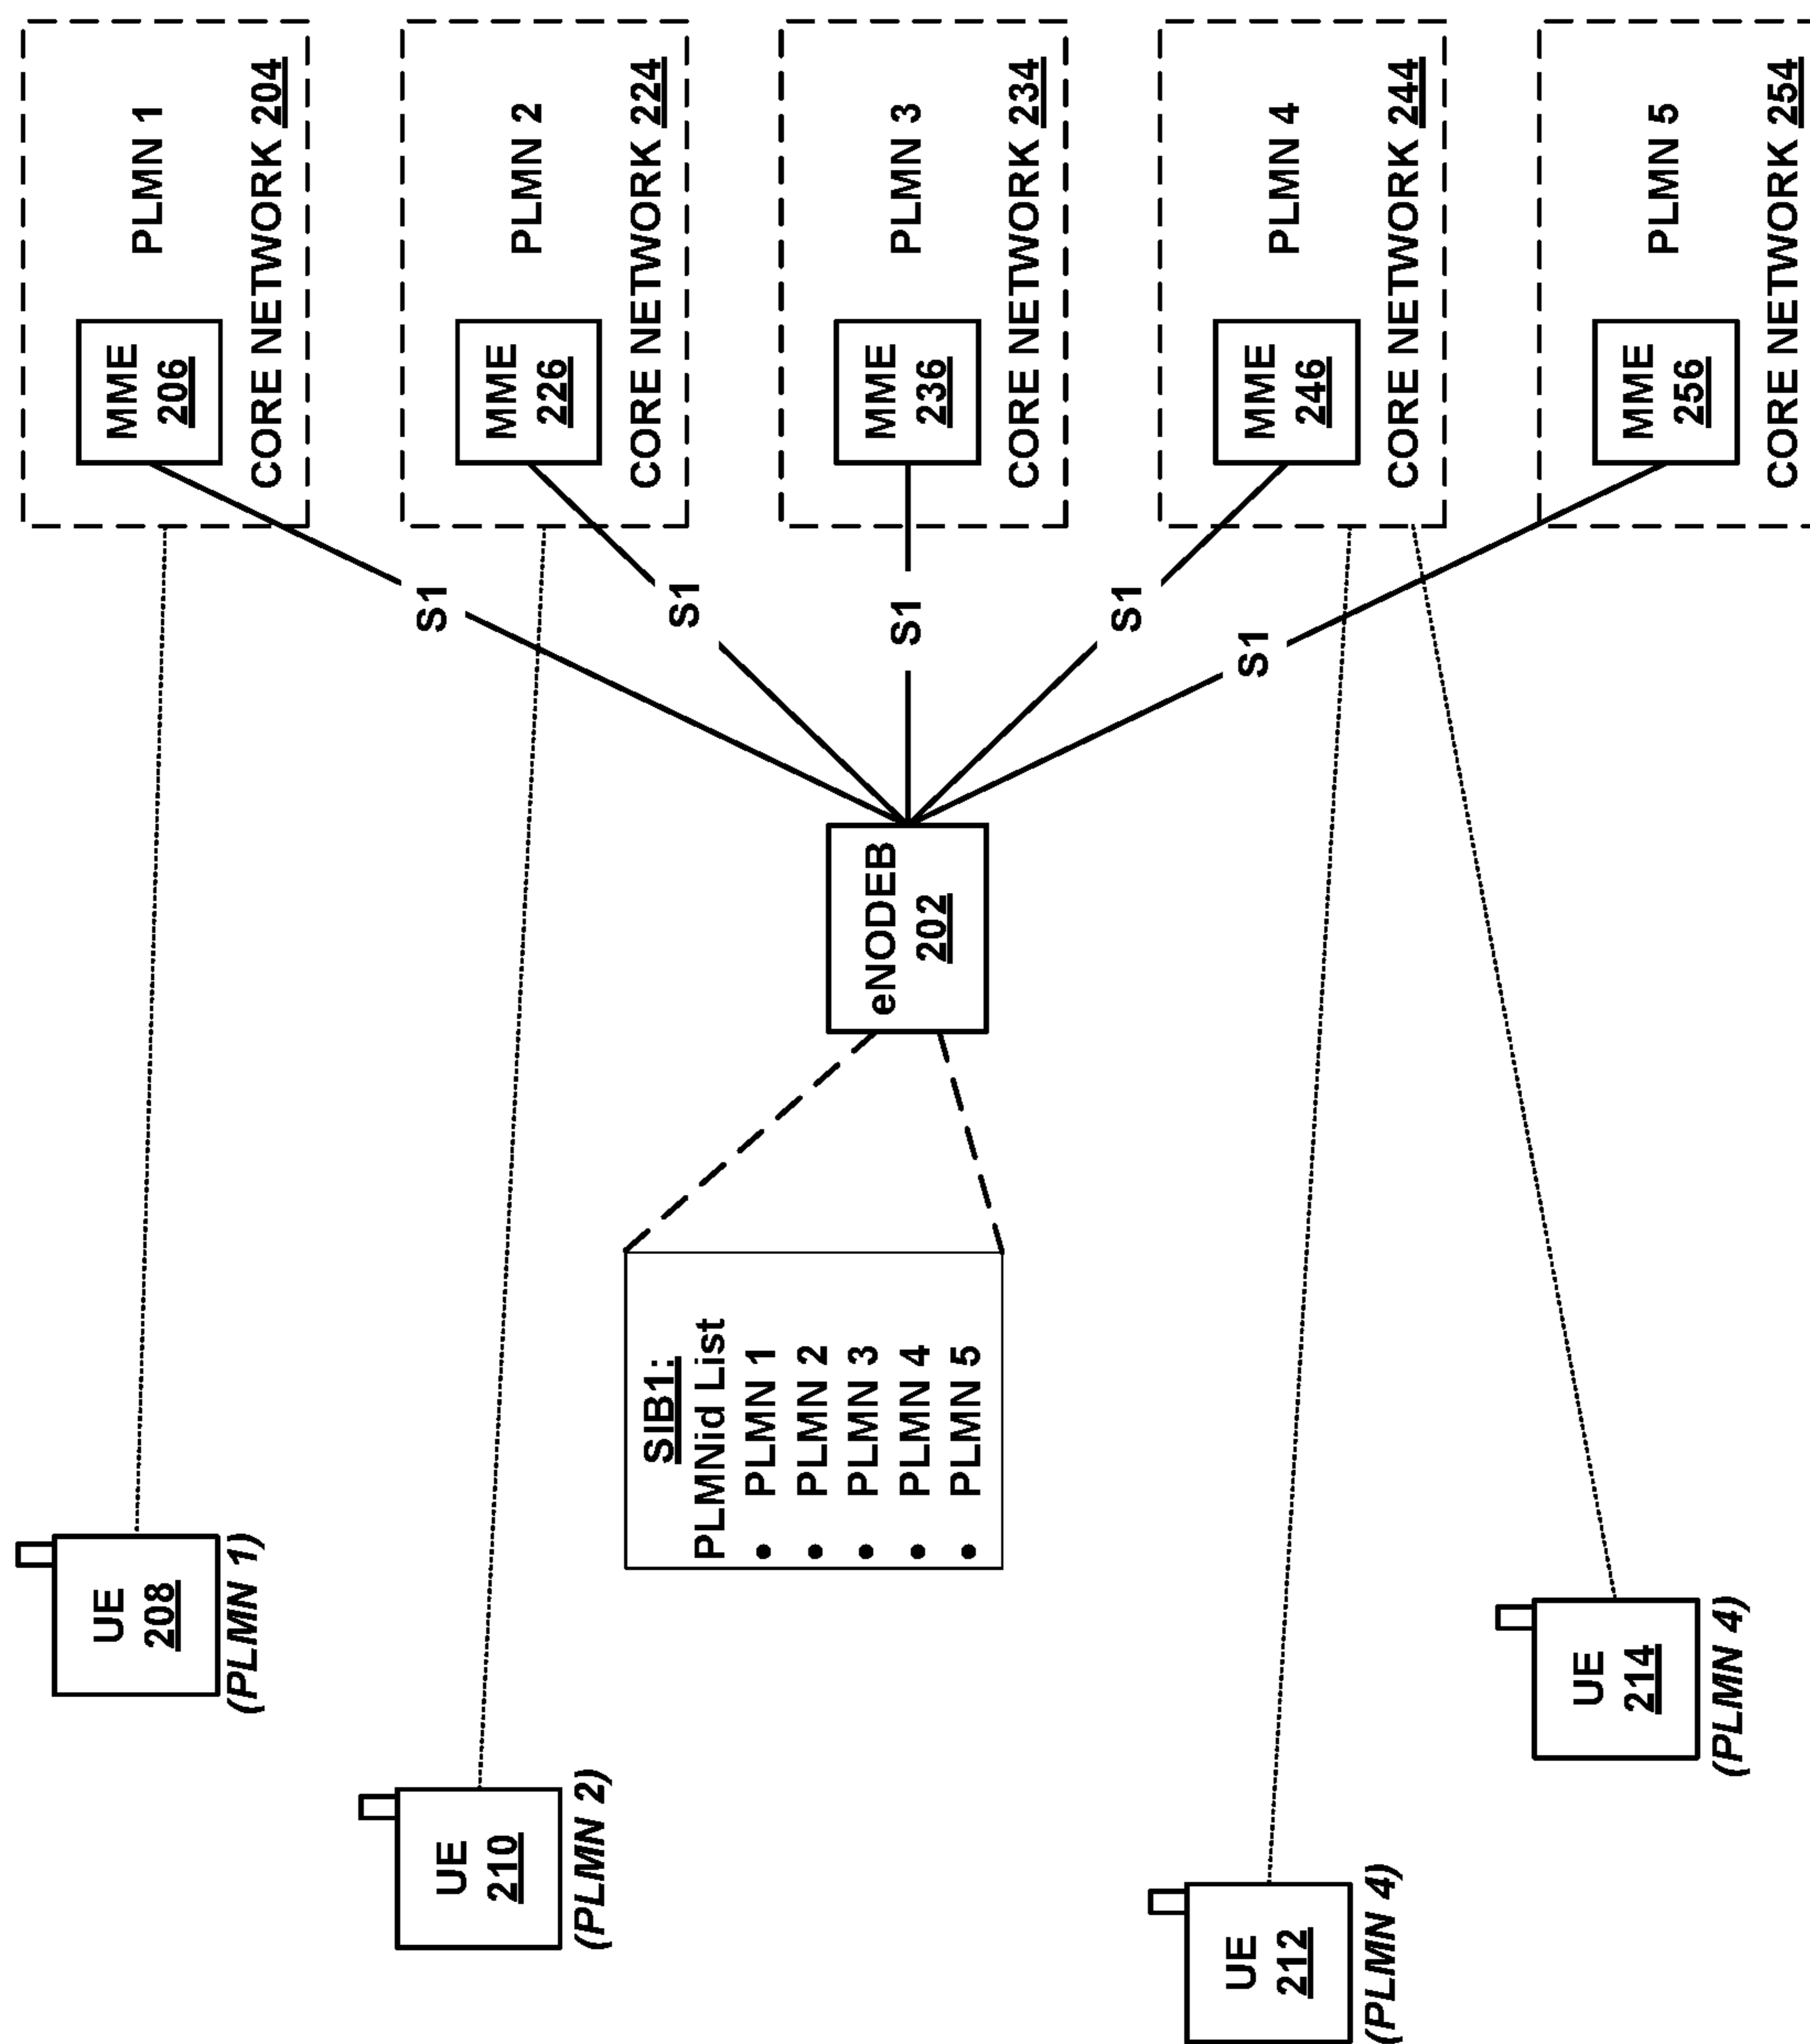 UE
208
(PLMN 1)
UE
210
(PLMN 2)
SIB1:
PLMNid List
• PLMN 1
• PLMN 2
• PLMN 3
• PLMN 4
• PLMN 5
UE
212
(PLMN 4)
UE
214
(PLMN 4)
eNODEB
202
S1
S1
S1
S1
S1
MME
206
PLMN 1
CORE NETWORK 204
MME
226
PLMN 2
CORE NETWORK 224
MME
236
PLMN 3
CORE NETWORK 234
MME
246
PLMN 4
CORE NETWORK 244
MME
256
PLMN 5
CORE NETWORK 254